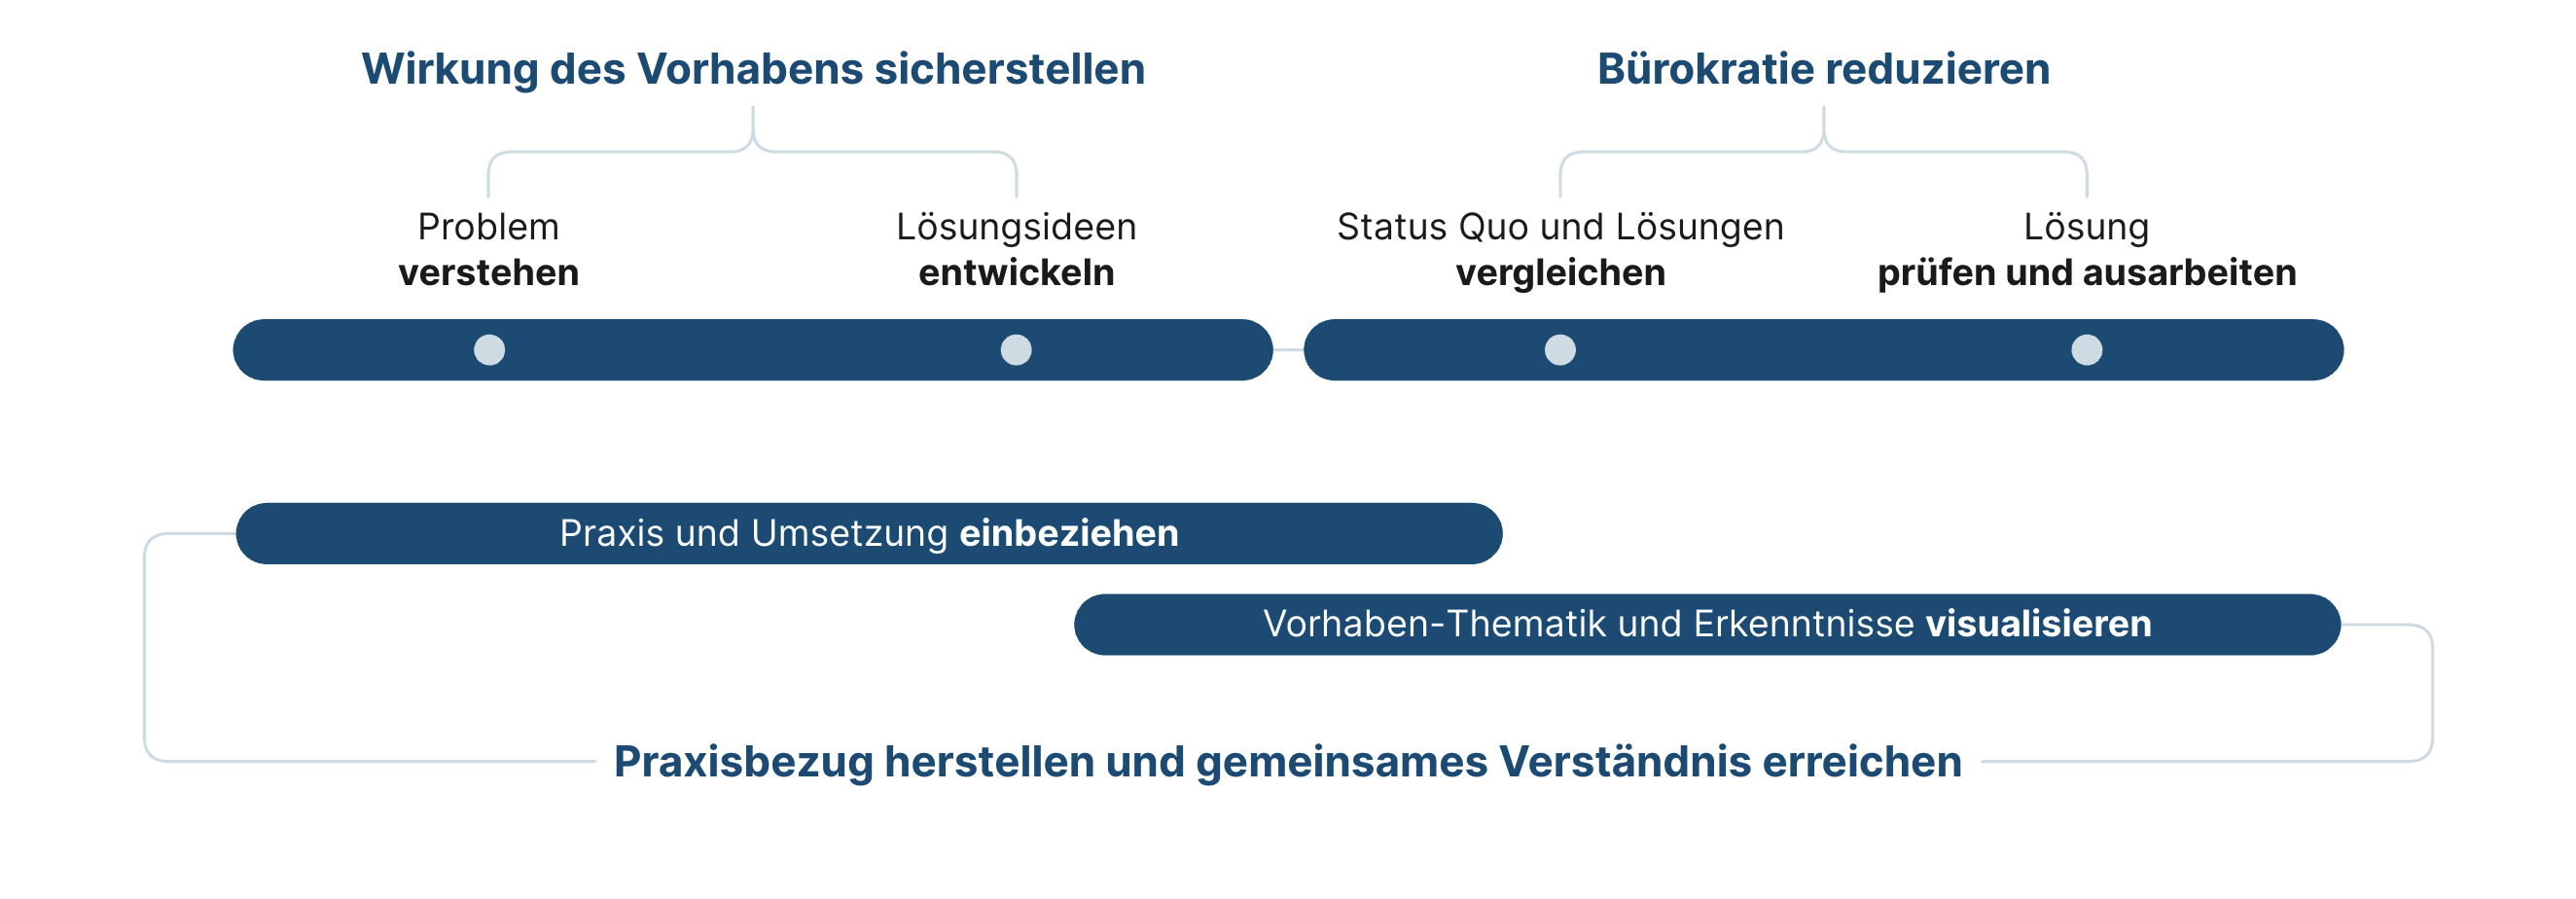 Wirkung des Vorhabens sicherstellen
Bürokratie reduzieren
Problem
verstehen
Lösungsideen
entwickeln
Status Quo und Lösungen
vergleichen
Lösung
prüfen und ausarbeiten
Praxis und Umsetzung einbeziehen
Vorhaben-Thematik und Erkenntnisse visualisieren
Praxisbezug herstellen und gemeinsames Verständnis erreichen